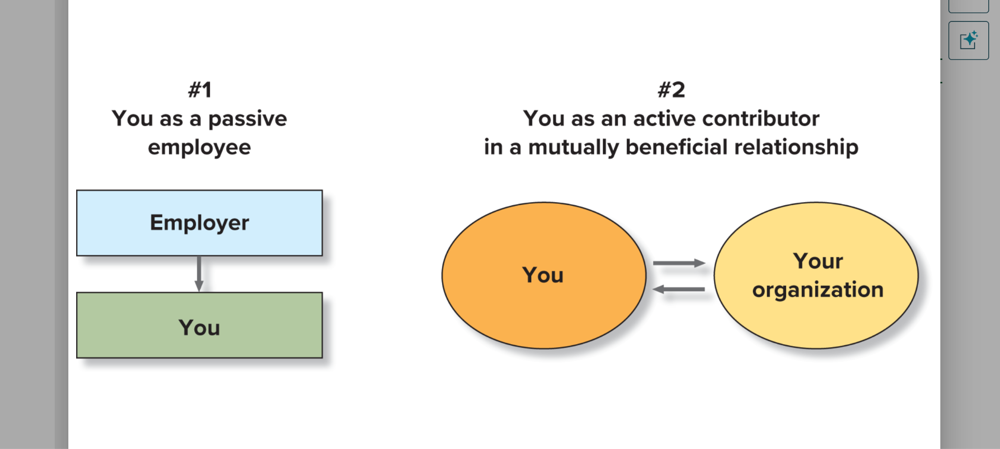 #1
You as a passive
employee
Employer
You
#2
You as an active contributor
in a mutually beneficial relationship
You
Your
organization